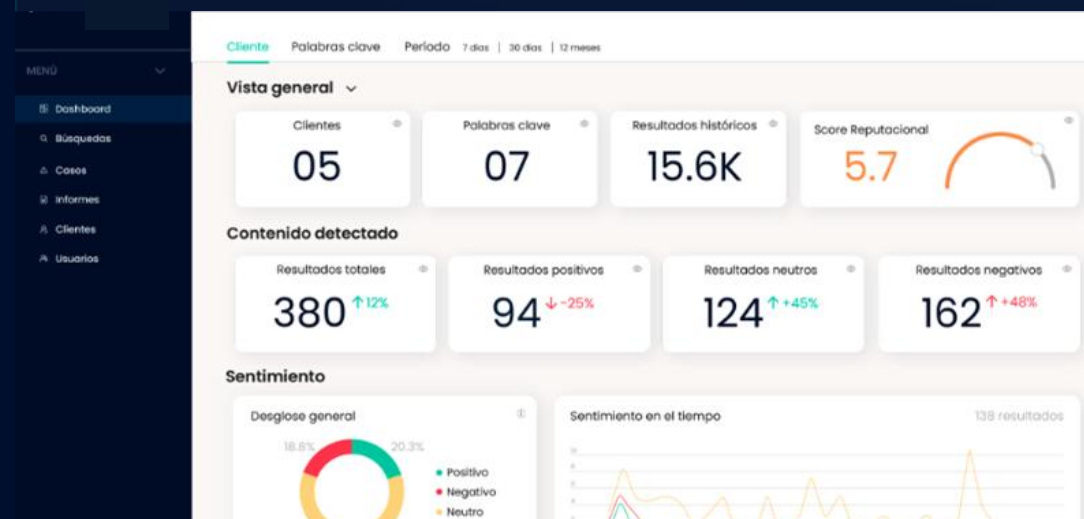 Cliente Palabras clave Período 7 días | 30 días | 12 meses
MENÚ
Dashboard
Búsquedas
Casos
Informes
Clientes
Usuarios
Vista general
Clientes
05
Palabras clave
07
Resultados históricos
15.6K
Score Reputacional
5.7
Contenido detectado
Resultados totales
380 ↑ 12%
Resultados positivos
94 ↓ -25%
Resultados neutros
124 ↑ +45%
Resultados negativos
162 ↑ +48%
Sentimiento
Desglose general
18.8% 20.3%
Positivo
Negativo
Neutro
Sentimiento en el tiempo
138 resultados